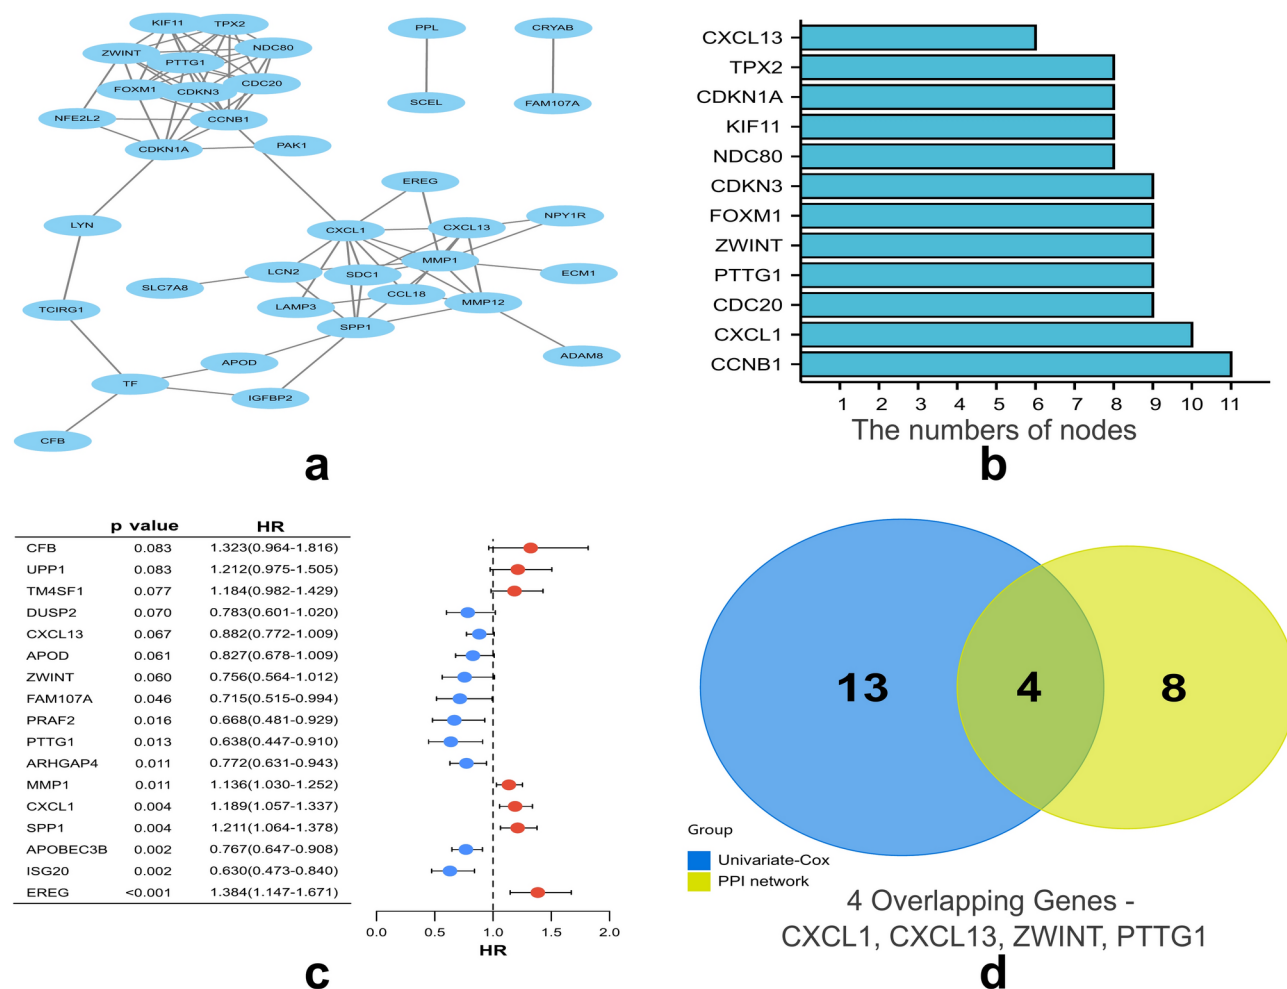 KIF11
TPX2
ZWINT
NDC80
PTTG1
FOXM1
CDKN3
CDC20
NFE2L2
CCNB1
CDKN1A
PAK1
PPL
CRYAB
SCEL
FAM107A
EREG
LYN
CXCL1
CXCL13
NPY1R
MMP1
LCN2
SDC1
ECM1
SLC7A8
CCL18
LAMP3
MMP12
TCIRG1
SPP1
ADAM8
APOD
TF
IGFBP2
CFB
a
CXCL13
TPX2
CDKN1A
KIF11
NDC80
CDKN3
FOXM1
ZWINT
PTTG1
CDC20
CXCL1
CCNB1
1 2 3 4 5 6 7 8 9 10 11
The numbers of nodes
b
p value HR
CFB 0.083 1.323(0.964-1.816)
UPP1 0.083 1.212(0.975-1.505)
TM4SF1 0.077 1.184(0.982-1.429)
DUSP2 0.070 0.783(0.601-1.020)
CXCL13 0.067 0.882(0.772-1.009)
APOD 0.061 0.827(0.678-1.009)
ZWINT 0.060 0.756(0.564-1.012)
FAM107A 0.046 0.715(0.515-0.994)
PRAF2 0.016 0.668(0.481-0.929)
PTTG1 0.013 0.638(0.447-0.910)
ARHGAP4 0.011 0.772(0.631-0.943)
MMP1 0.011 1.136(1.030-1.252)
CXCL1 0.004 1.189(1.057-1.337)
SPP1 0.004 1.211(1.064-1.378)
APOBEC3B 0.002 0.767(0.647-0.908)
ISG20 0.002 0.630(0.473-0.840)
EREG <0.001 1.384(1.147-1.671)
0.0 0.5 1.0 1.5 2.0
HR
c
13 4 8
Group
Univariate-Cox
PPI network
4 Overlapping Genes -
CXCL1, CXCL13, ZWINT, PTTG1
d